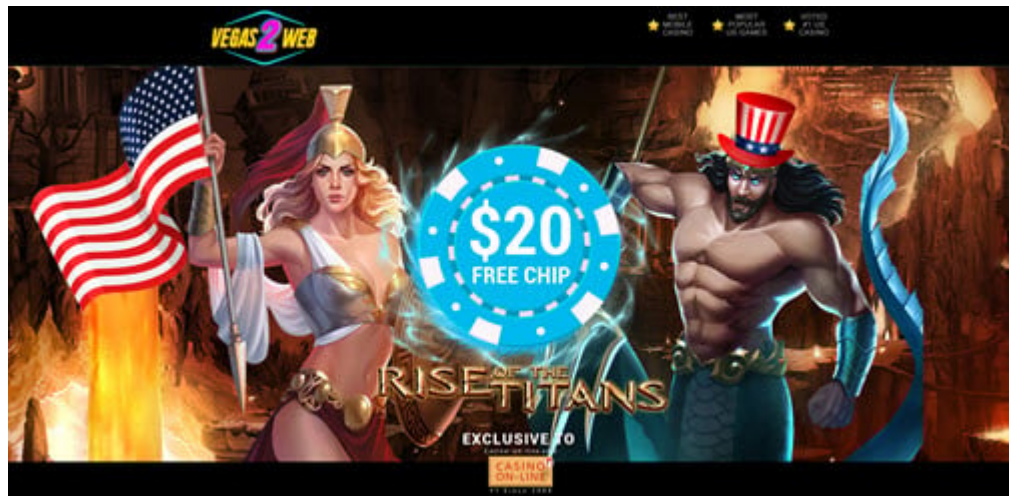 VEGAS 2 WEB
BEST
MOBILE
CASINO
MOST
POPULAR
US GAMES
VOTED
#1 US
CASINO
$20
FREE CHIP
RISE OF THE TITANS
EXCLUSIVE TO
CASINO
ON-LINE